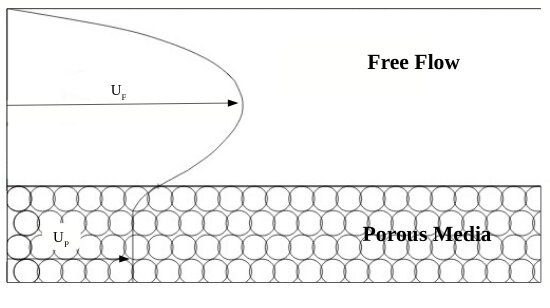 Free Flow
U_F
Porous Media
U_P